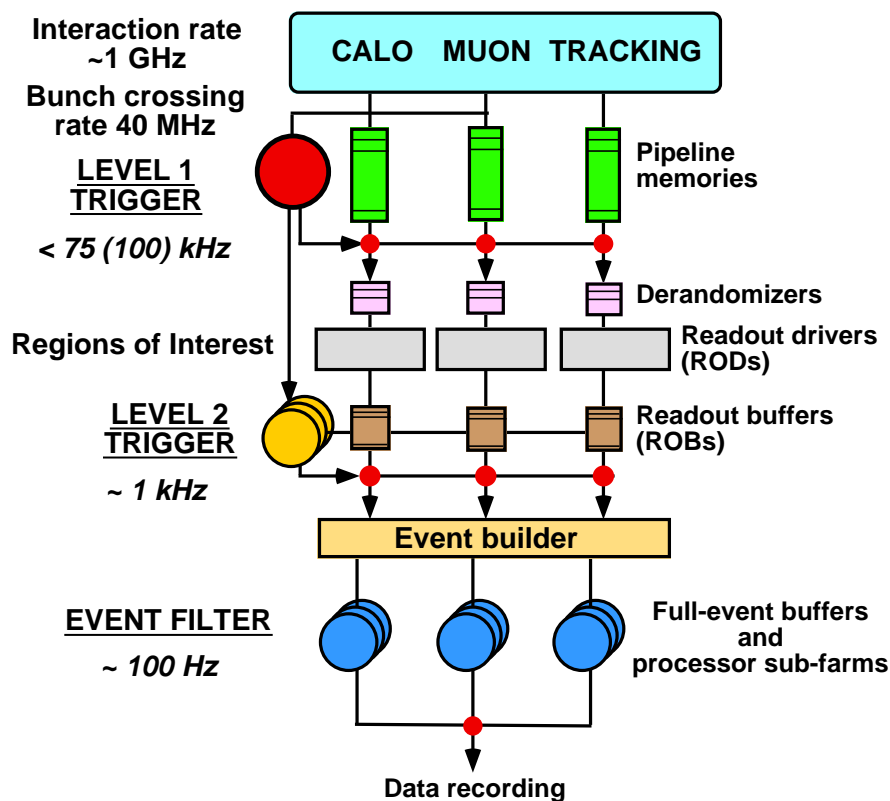 Interaction rate
~1 GHz
CALO MUON TRACKING
Bunch crossing
rate 40 MHz
LEVEL 1
TRIGGER
< 75 (100) kHz
Pipeline
memories
Derandomizers
Regions of Interest
Readout drivers
(RODs)
LEVEL 2
TRIGGER
~ 1 kHz
Readout buffers
(ROBs)
Event builder
EVENT FILTER
~ 100 Hz
Full-event buffers
and
processor sub-farms
Data recording